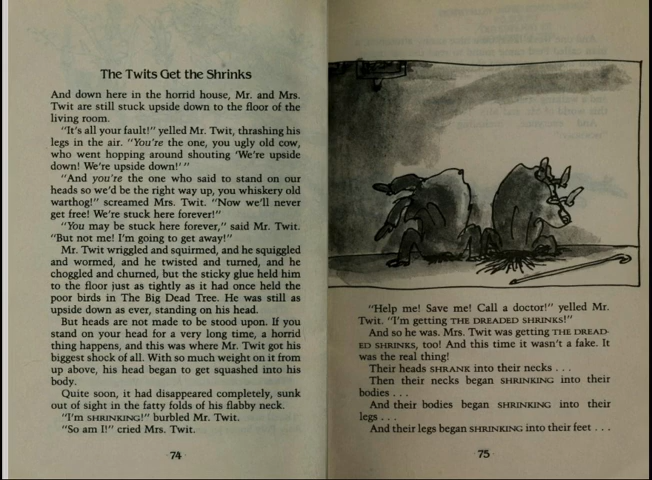 The Twits Get the Shrinks
And down here in the horrid house, Mr. and Mrs.
Twit are still stuck upside down to the floor of the
living room.
"It's all your fault!" yelled Mr. Twit, thrashing his
legs in the air. "You're the one, you ugly old cow,
who went hopping around shouting 'We're upside
down! We're upside down!' "
"And you're the one who said to stand on our
heads so we'd be the right way up, you whiskery old
warthog!" screamed Mrs. Twit. "Now we'll never
get free! We're stuck here forever!"
"You may be stuck here forever," said Mr. Twit.
"But not me! I'm going to get away!"
Mr. Twit wriggled and squirmed, and he squiggled
and wormed, and he twisted and turned, and he
choggled and churned, but the sticky glue held him
to the floor just as tightly as it had once held the
poor birds in The Big Dead Tree. He was still as
upside down as ever, standing on his head.
But heads are not made to be stood upon. If you
stand on your head for a very long time, a horrid
thing happens, and this was where Mr. Twit got his
biggest shock of all. With so much weight on it from
up above, his head began to get squashed into his
body.
Quite soon, it had disappeared completely, sunk
out of sight in the fatty folds of his flabby neck.
"I'm SHRINKING!" burbled Mr. Twit.
"So am I!" cried Mrs. Twit.
74
"Help me! Save me! Call a doctor!" yelled Mr.
Twit. "I'm getting THE DREADED SHRINKS!"
And so he was. Mrs. Twit was getting THE DREAD-
ED SHRINKS, too! And this time it wasn't a fake. It
was the real thing!
Their heads SHRANK into their necks . . .
Then their necks began SHRINKING into their
bodies . . .
And their bodies began SHRINKING into their
legs . . .
And their legs began SHRINKING into their feet . . .
75